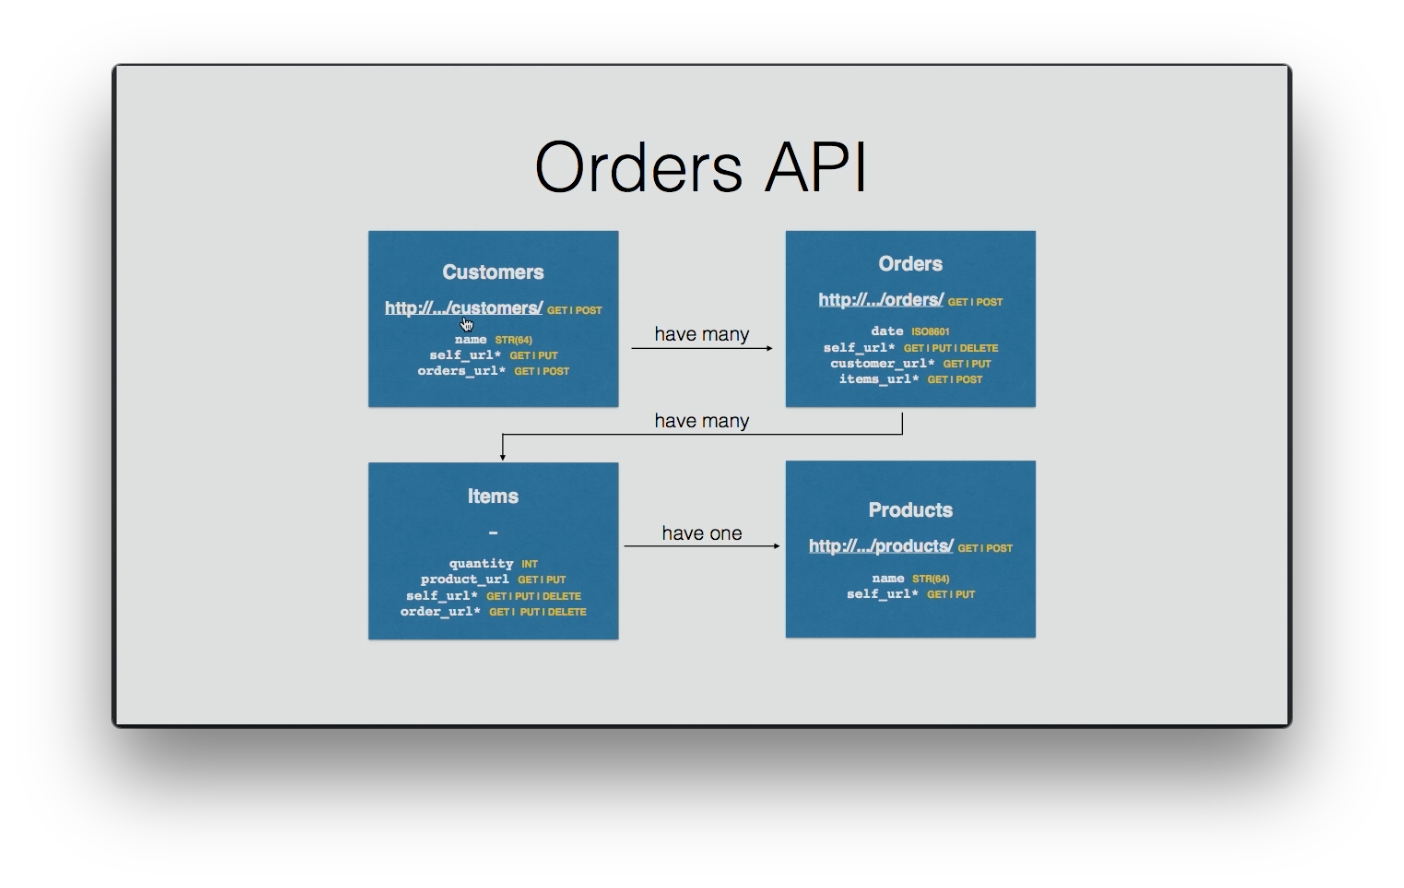 Orders API
Customers
http://.../customers/ GET | POST
name STR(64)
self_url* GET | PUT
orders_url* GET | POST
have many
Orders
http://.../orders/ GET | POST
date ISO8601
self_url* GET | PUT | DELETE
customer_url* GET | PUT
items_url* GET | POST
have many
Items
-
quantity INT
product_url GET | PUT
self_url* GET | PUT | DELETE
order_url* GET | PUT | DELETE
have one
Products
http://.../products/ GET | POST
name STR(64)
self_url* GET | PUT